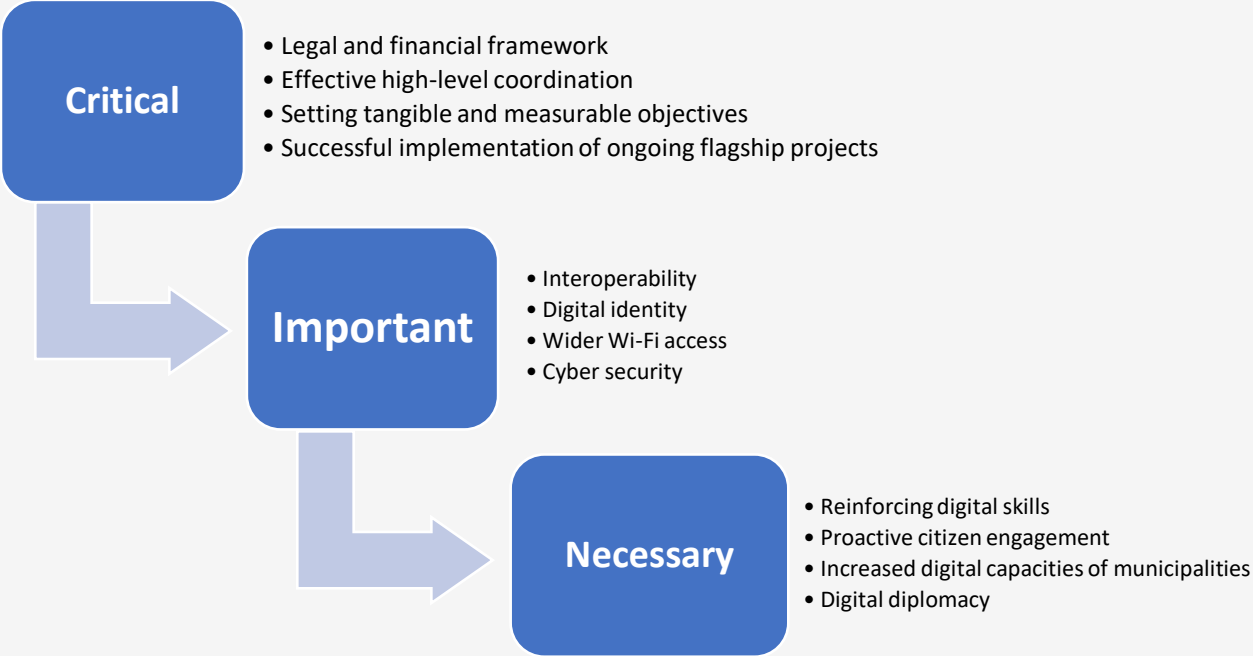 Critical
• Legal and financial framework
• Effective high-level coordination
• Setting tangible and measurable objectives
• Successful implementation of ongoing flagship projects
Important
• Interoperability
• Digital identity
• Wider Wi-Fi access
• Cyber security
Necessary
• Reinforcing digital skills
• Proactive citizen engagement
• Increased digital capacities of municipalities
• Digital diplomacy